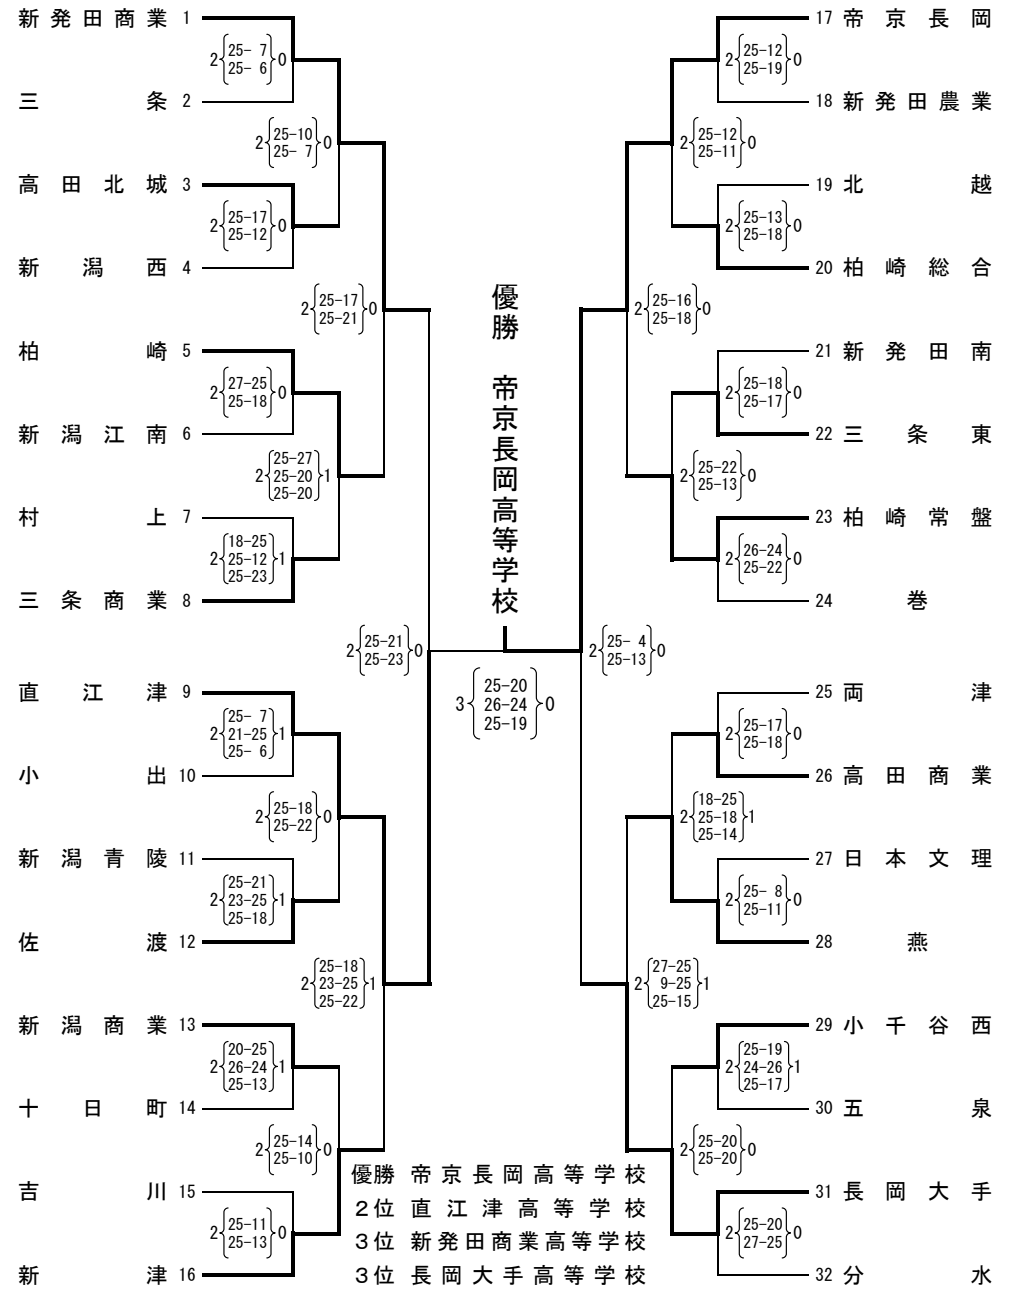 新発田商業 1
2 25- 7 0
25- 6
三条 2
2 25-10 0
25- 7
高田北城 3
2 25-17 0
25-12
新潟西 4
2 25-17 0
25-21
柏崎 5
2 27-25 0
25-18
新潟江南 6
25-27
2 25-20 1
25-20
村上 7
18-25
2 25-12 1
25-23
三条商業 8
2 25-21 0
25-23
直江津 9
25- 7
2 21-25 1
25- 6
小出 10
2 25-18 0
25-22
新潟青陵 11
25-21
2 23-25 1
25-18
佐渡 12
25-18
2 23-25 1
25-22
新潟商業 13
20-25
2 26-24 1
25-13
十日町 14
2 25-14 0
25-10
吉川 15
2 25-11 0
25-13
新津 16
優勝 帝京長岡高等学校
25-20
3 26-24 0
25-19
17 帝京長岡
2 25-12 0
25-19
18 新発田農業
2 25-12 0
25-11
19 北越
2 25-13 0
25-18
20 柏崎総合
2 25-16 0
25-18
21 新発田南
2 25-18 0
25-17
22 三条東
2 25-22 0
25-13
23 柏崎常盤
2 26-24 0
25-22
24 巻
2 25- 4 0
25-13
25 両津
2 25-17 0
25-18
26 高田商業
18-25
2 25-18 1
25-14
27 日本文理
2 25- 8 0
25-11
28 燕
27-25
2 9-25 1
25-15
29 小千谷西
25-19
2 24-26 1
25-17
30 五泉
2 25-20 0
25-20
31 長岡大手
2 25-20 0
27-25
32 分水
優勝 帝京長岡高等学校
2位 直江津高等学校
3位 新発田商業高等学校
3位 長岡大手高等学校